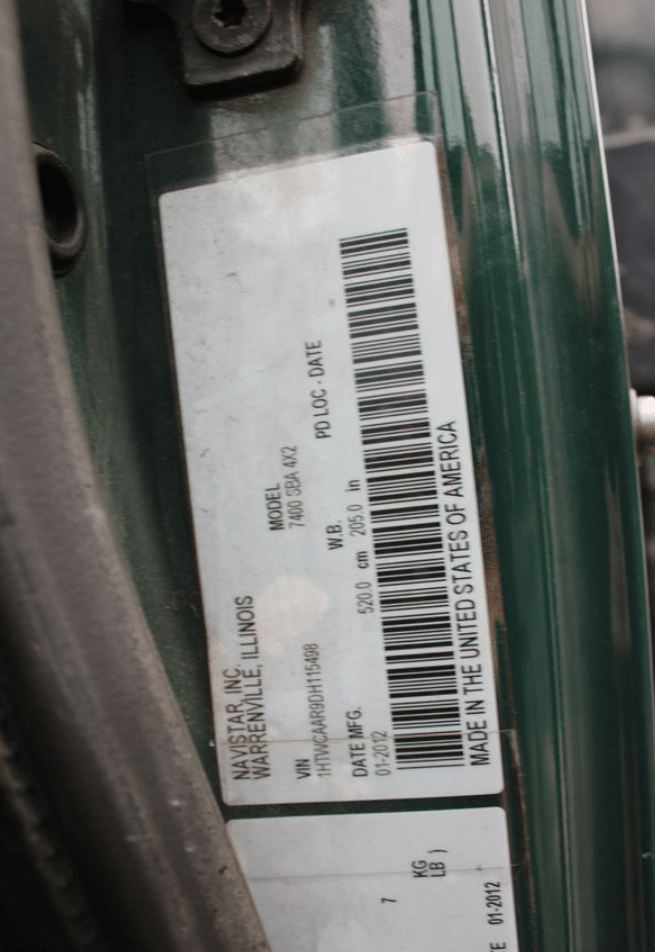 NAVISTAR, INC.
WARRENVILLE, ILLINOIS
MODEL
7400 SBA 4X2
VIN
1HTWCAAR9DH115498
W.B.
PD LOC - DATE
DATE MFG.
01-2012
520.0 cm 205.0 in
MADE IN THE UNITED STATES OF AMERICA
7
KG
LB )
E 01-2012